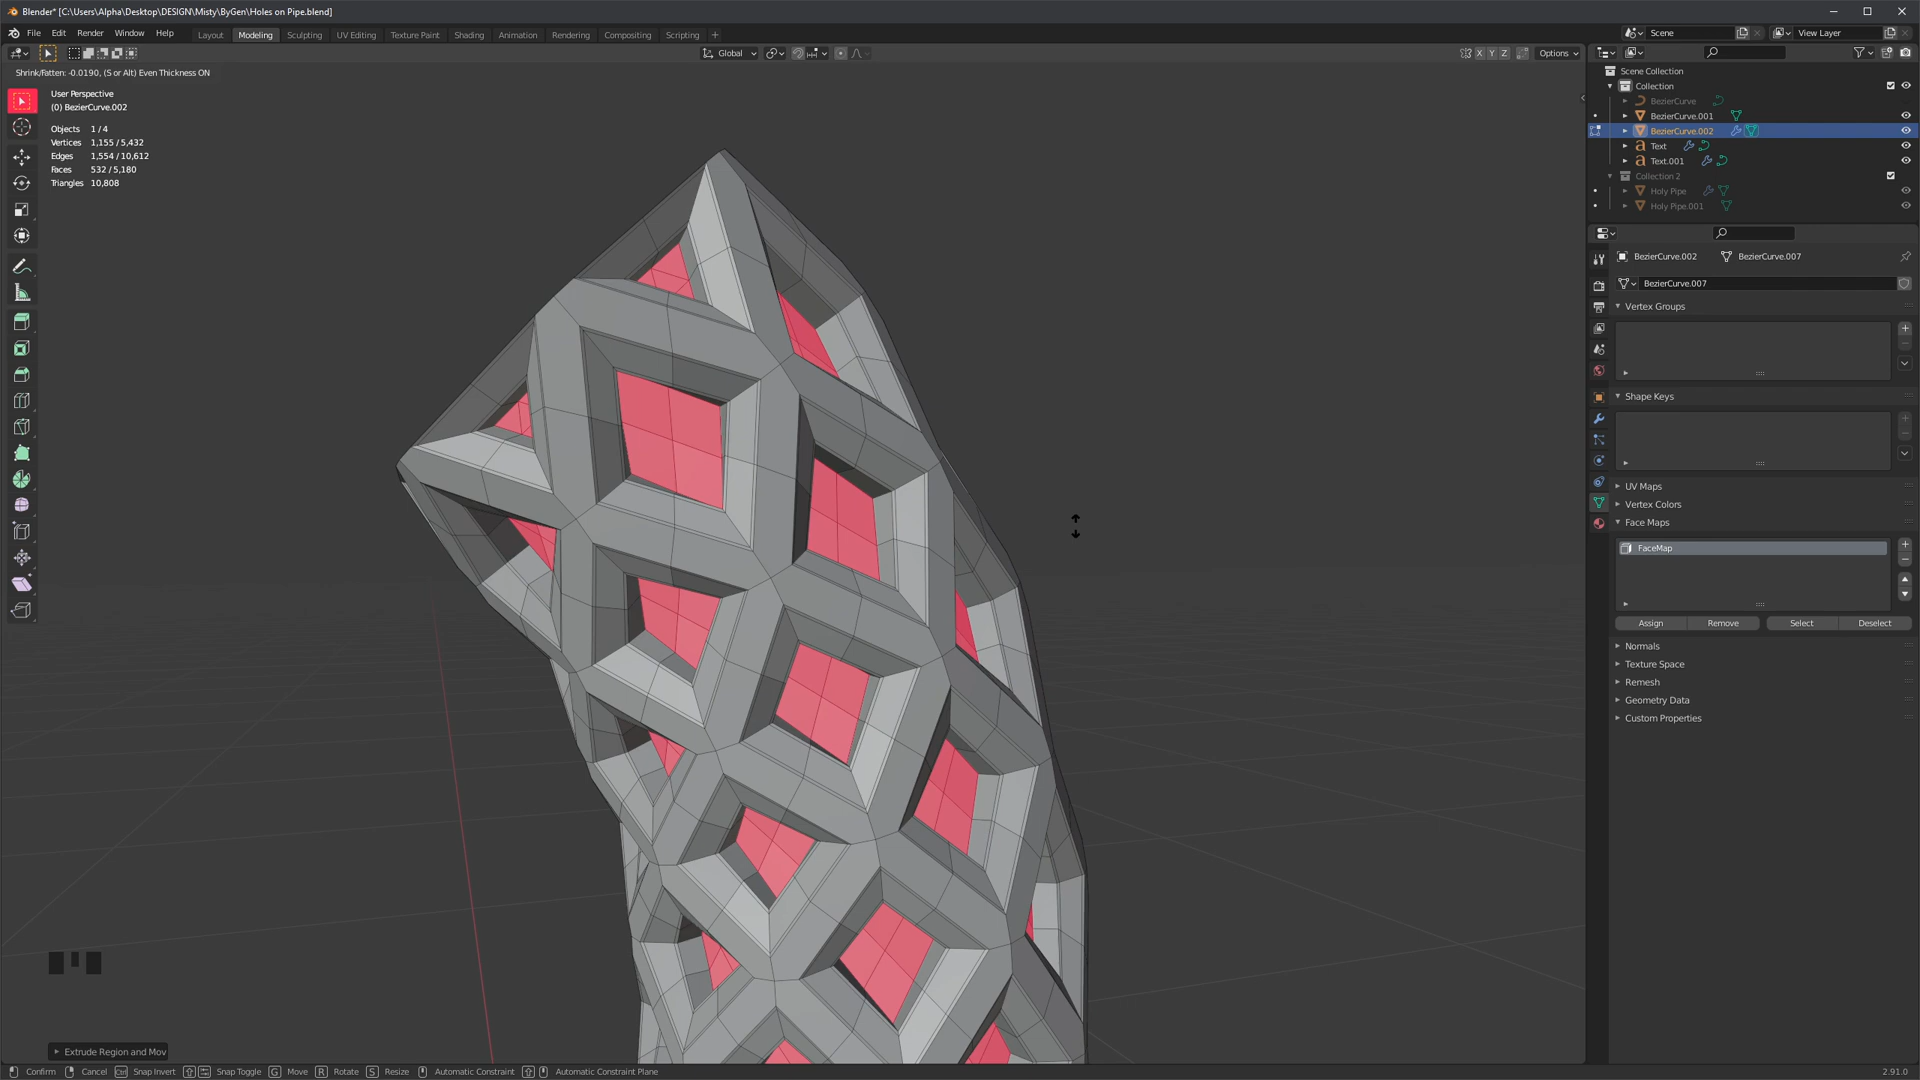 Blender* [C:\Users\Alpha\Desktop\DESIGN\Misty\ByGen\Holes on Pipe.blend]
File Edit Render Window Help
Layout Modeling Sculpting UV Editing Texture Paint Shading Animation Rendering Compositing Scripting +
Scene
View Layer
Global
X Y Z
Options
Shrink/Fatten: -0.0190, (S or Alt) Even Thickness ON
User Perspective
(0) BezierCurve.002
Objects 1 / 4
Vertices 1,155 / 5,432
Edges 1,554 / 10,612
Faces 532 / 5,180
Triangles 10,808
Scene Collection
Collection
BezierCurve
BezierCurve.001
BezierCurve.002
Text
Text.001
Collection 2
Holy Pipe
Holy Pipe.001
BezierCurve.002 BezierCurve.007
BezierCurve.007
Vertex Groups
Shape Keys
UV Maps
Vertex Colors
Face Maps
FaceMap
Assign Remove Select Deselect
Normals
Texture Space
Remesh
Geometry Data
Custom Properties
Extrude Region and Mov
Confirm Cancel Ctrl Snap Invert Snap Toggle G Move R Rotate S Resize Automatic Constraint Automatic Constraint Plane
2.91.0